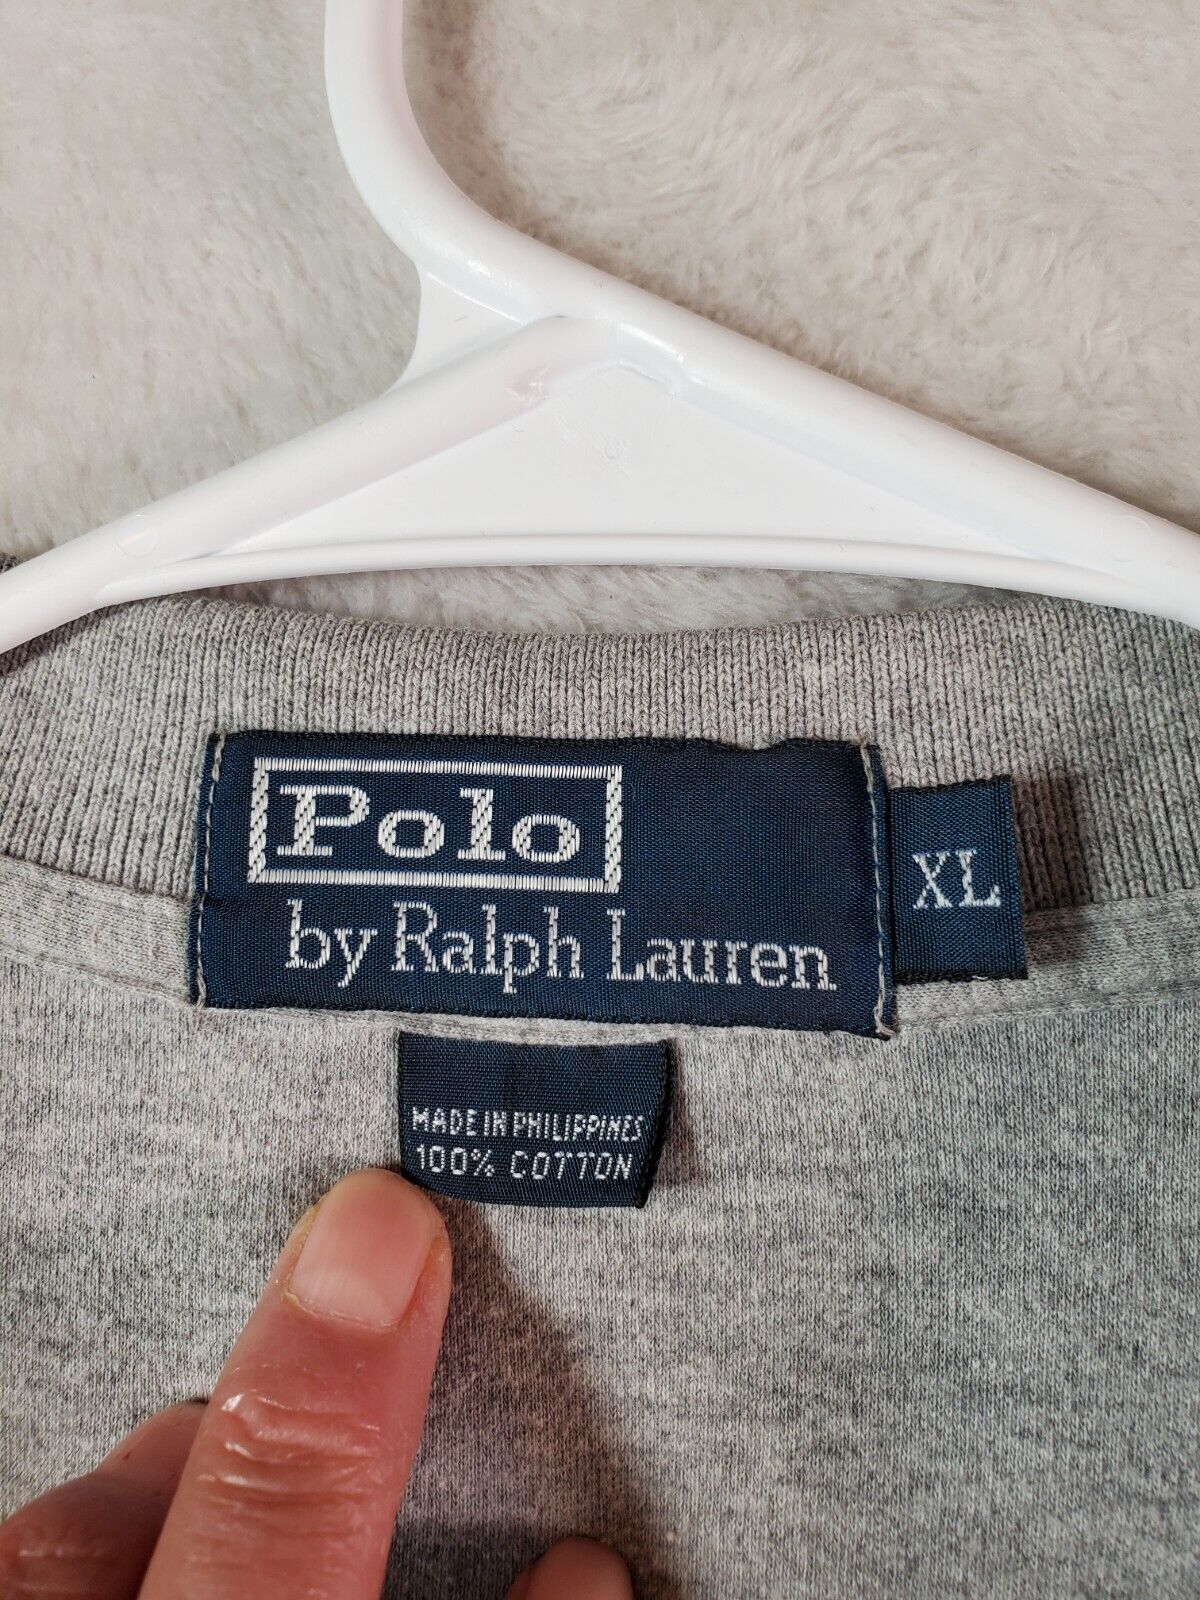 Polo
by Ralph Lauren
XL
MADE IN PHILIPPINES
100% COTTON